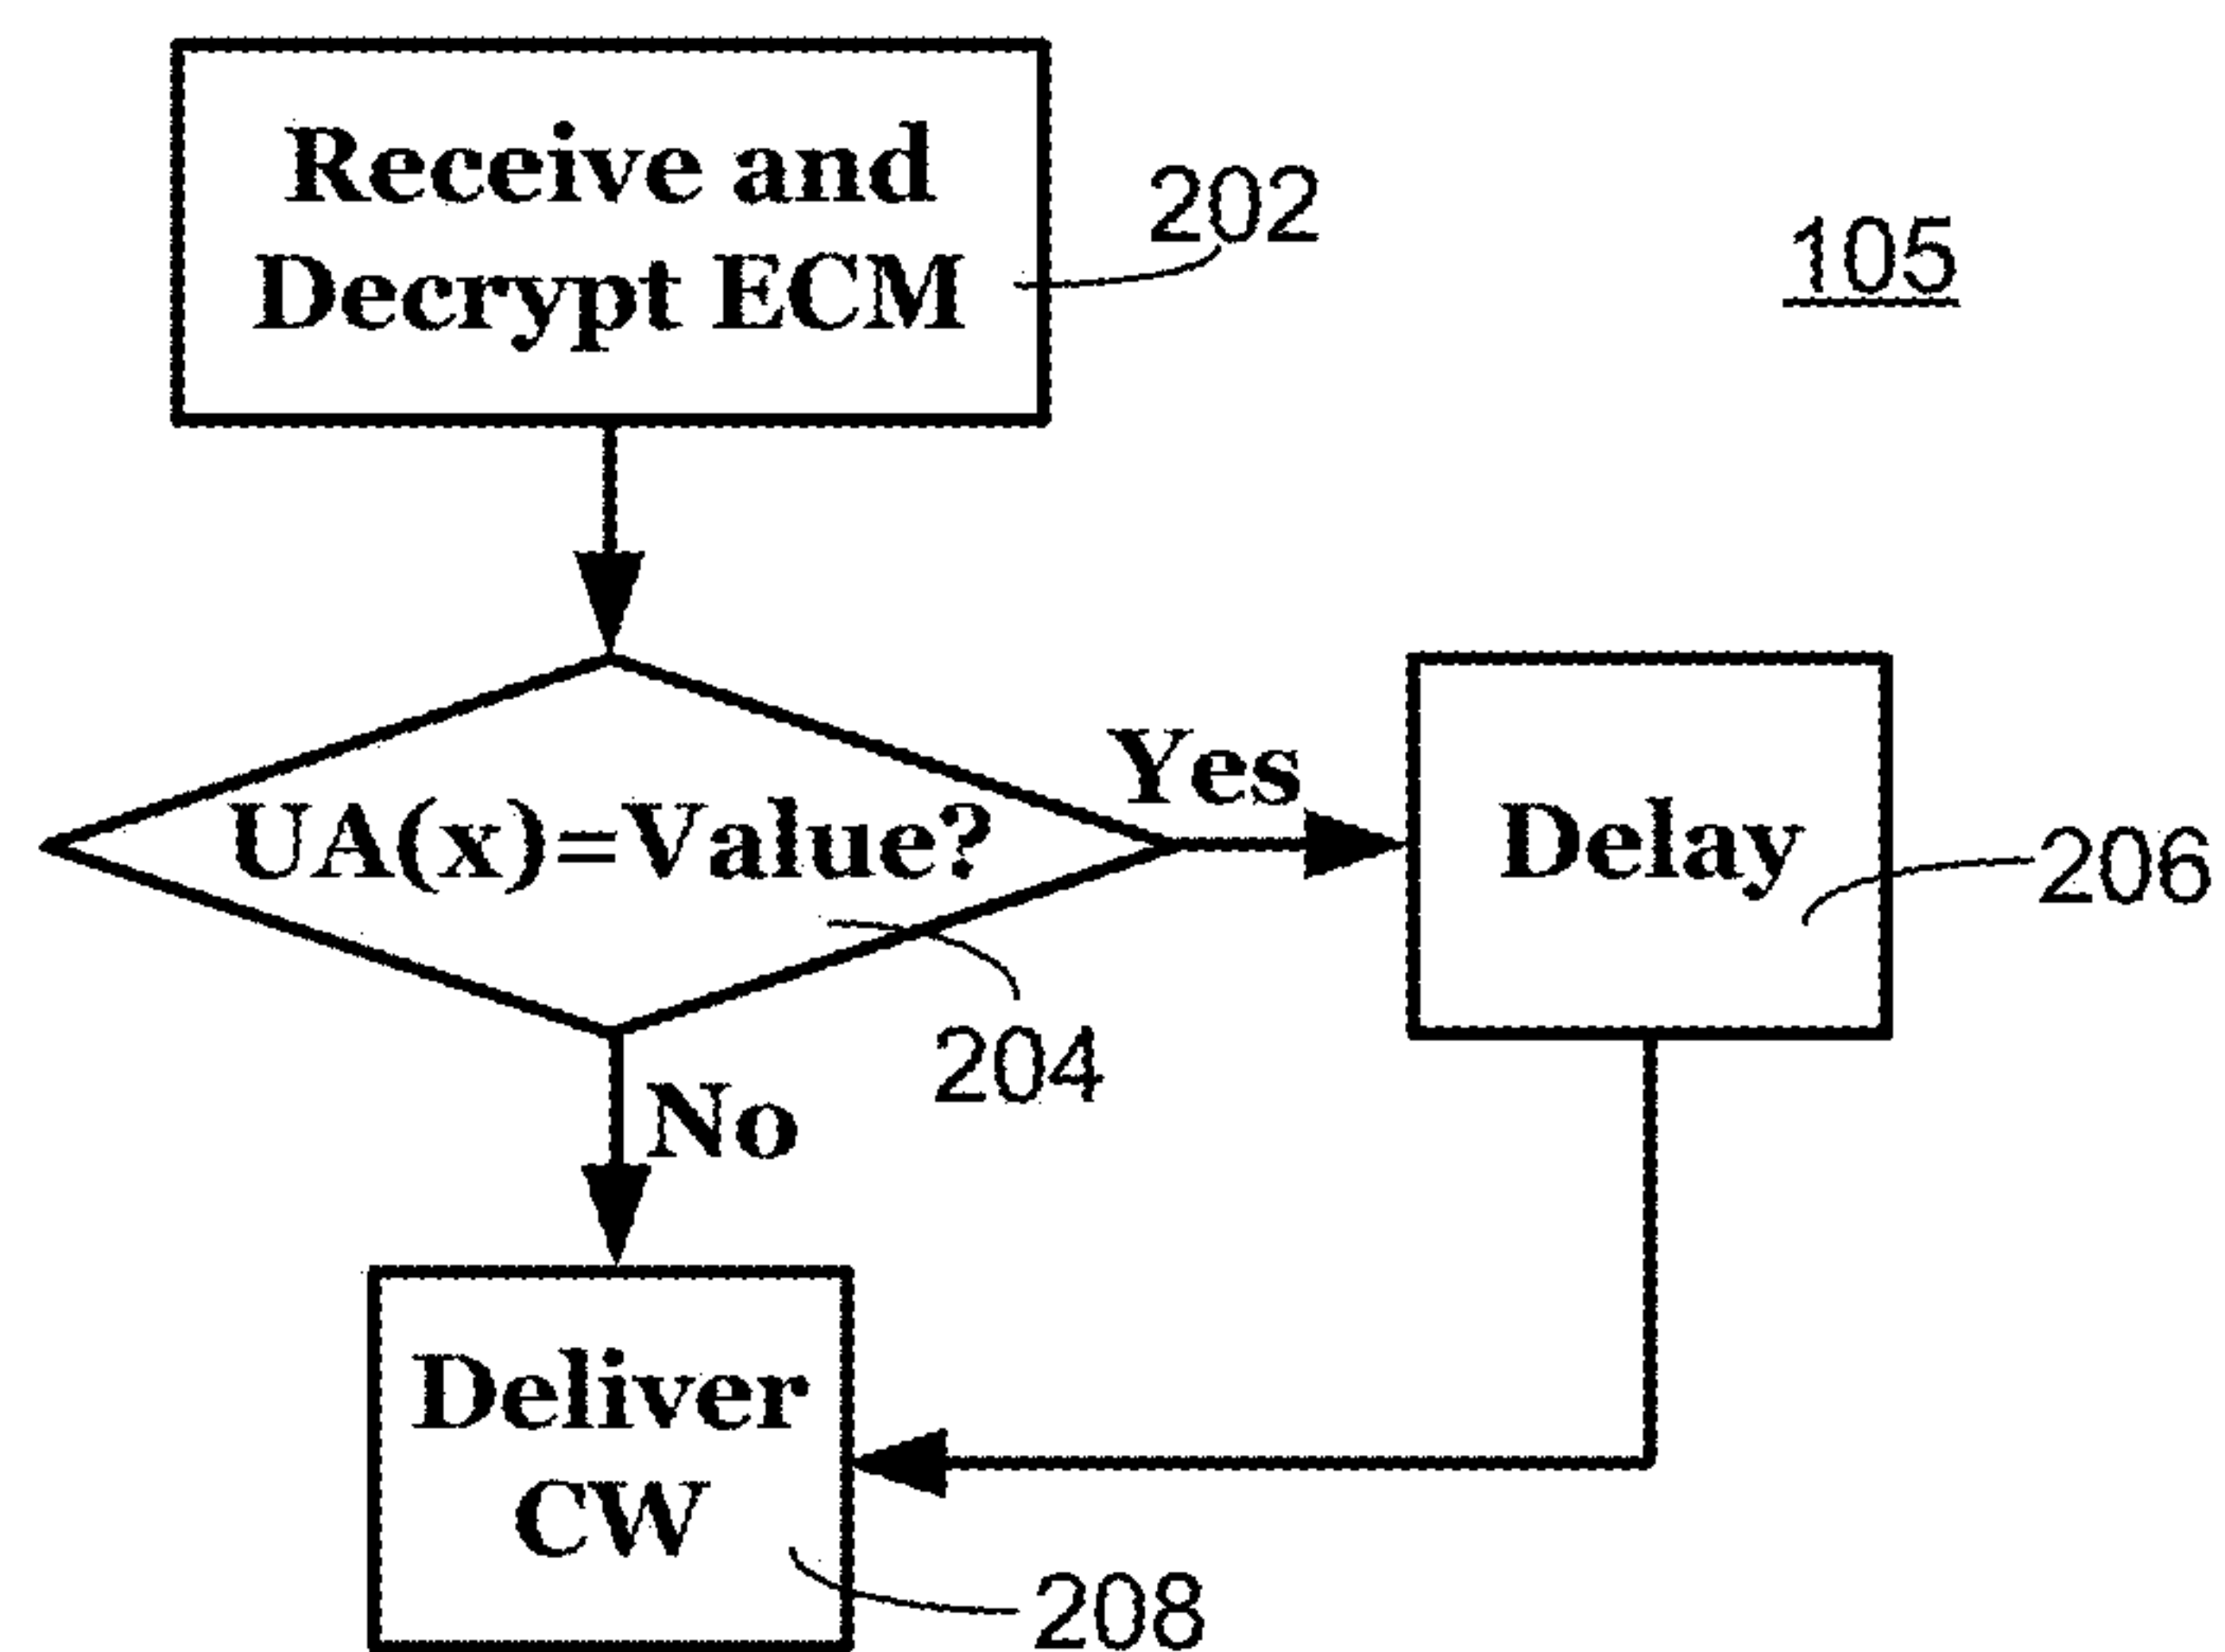 Receive and
Decrypt ECM
202
105
UA(x)=Value?
Yes
Delay
206
204
No
Deliver
CW
208